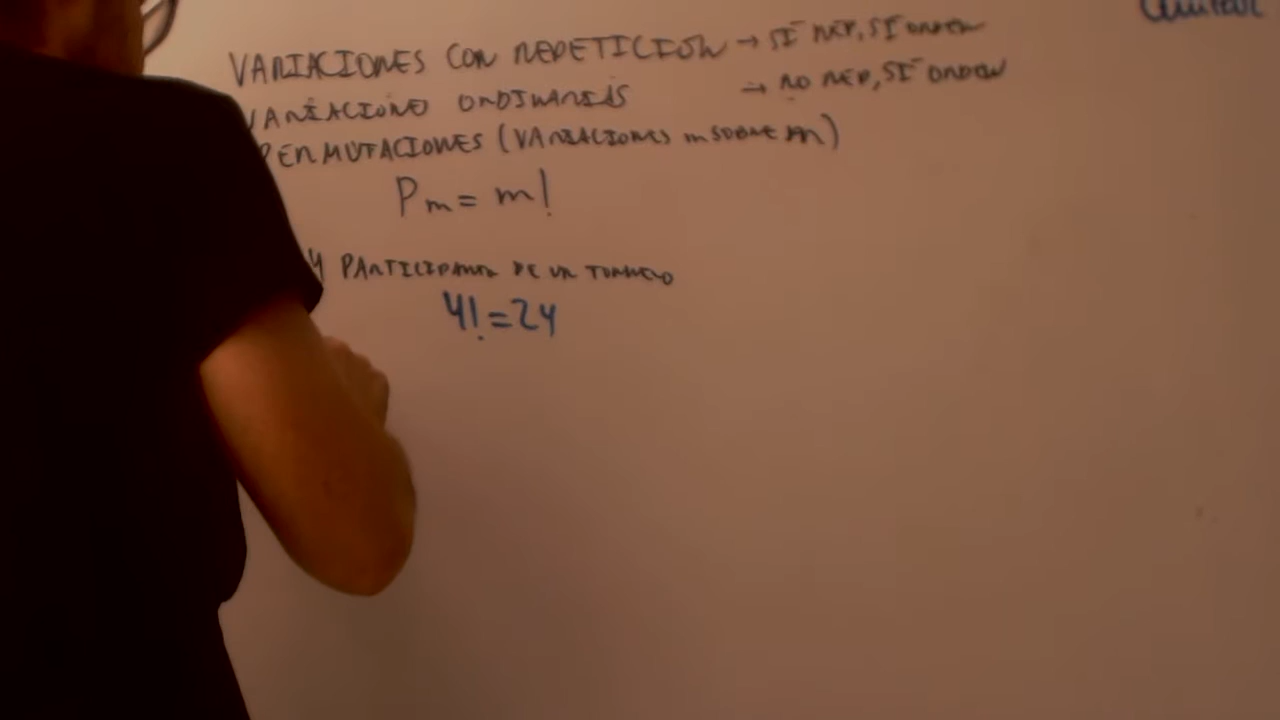 VARIACIONES CON REPETICION → SÍ REP, SÍ ORDEN
VARIACIONES ORDINARIAS → NO REP, SÍ ORDEN
PERMUTACIONES (VARIACIONES m SOBRE m)
Pm = m!
4 PARTICIPANTES DE UN TORNEO
4! = 24